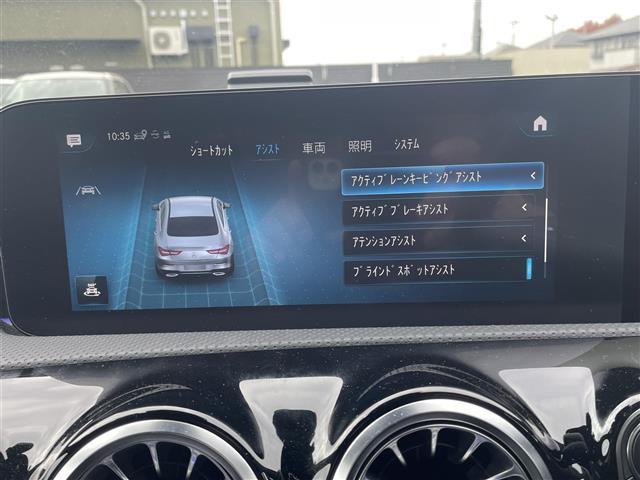 10:35
ショートカット アシスト 車両 照明 システム
アクティブレーンキーピングアシスト
アクティブブレーキアシスト
アテンションアシスト
ブラインドスポットアシスト